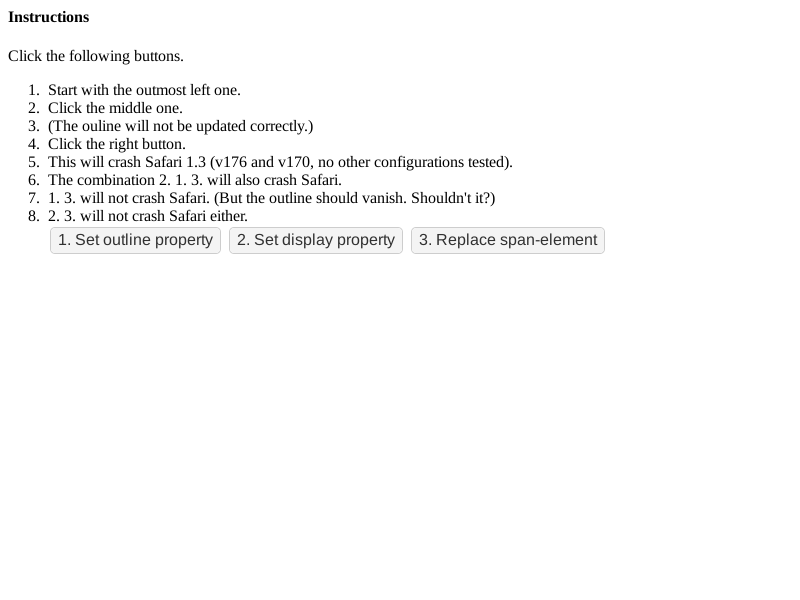 Instructions
Click the following buttons.
1. Start with the outmost left one.
2. Click the middle one.
3. (The ouline will not be updated correctly.)
4. Click the right button.
5. This will crash Safari 1.3 (v176 and v170, no other configurations tested).
6. The combination 2. 1. 3. will also crash Safari.
7. 1. 3. will not crash Safari. (But the outline should vanish. Shouldn't it?)
8. 2. 3. will not crash Safari either.
1. Set outline property 2. Set display property 3. Replace span-element